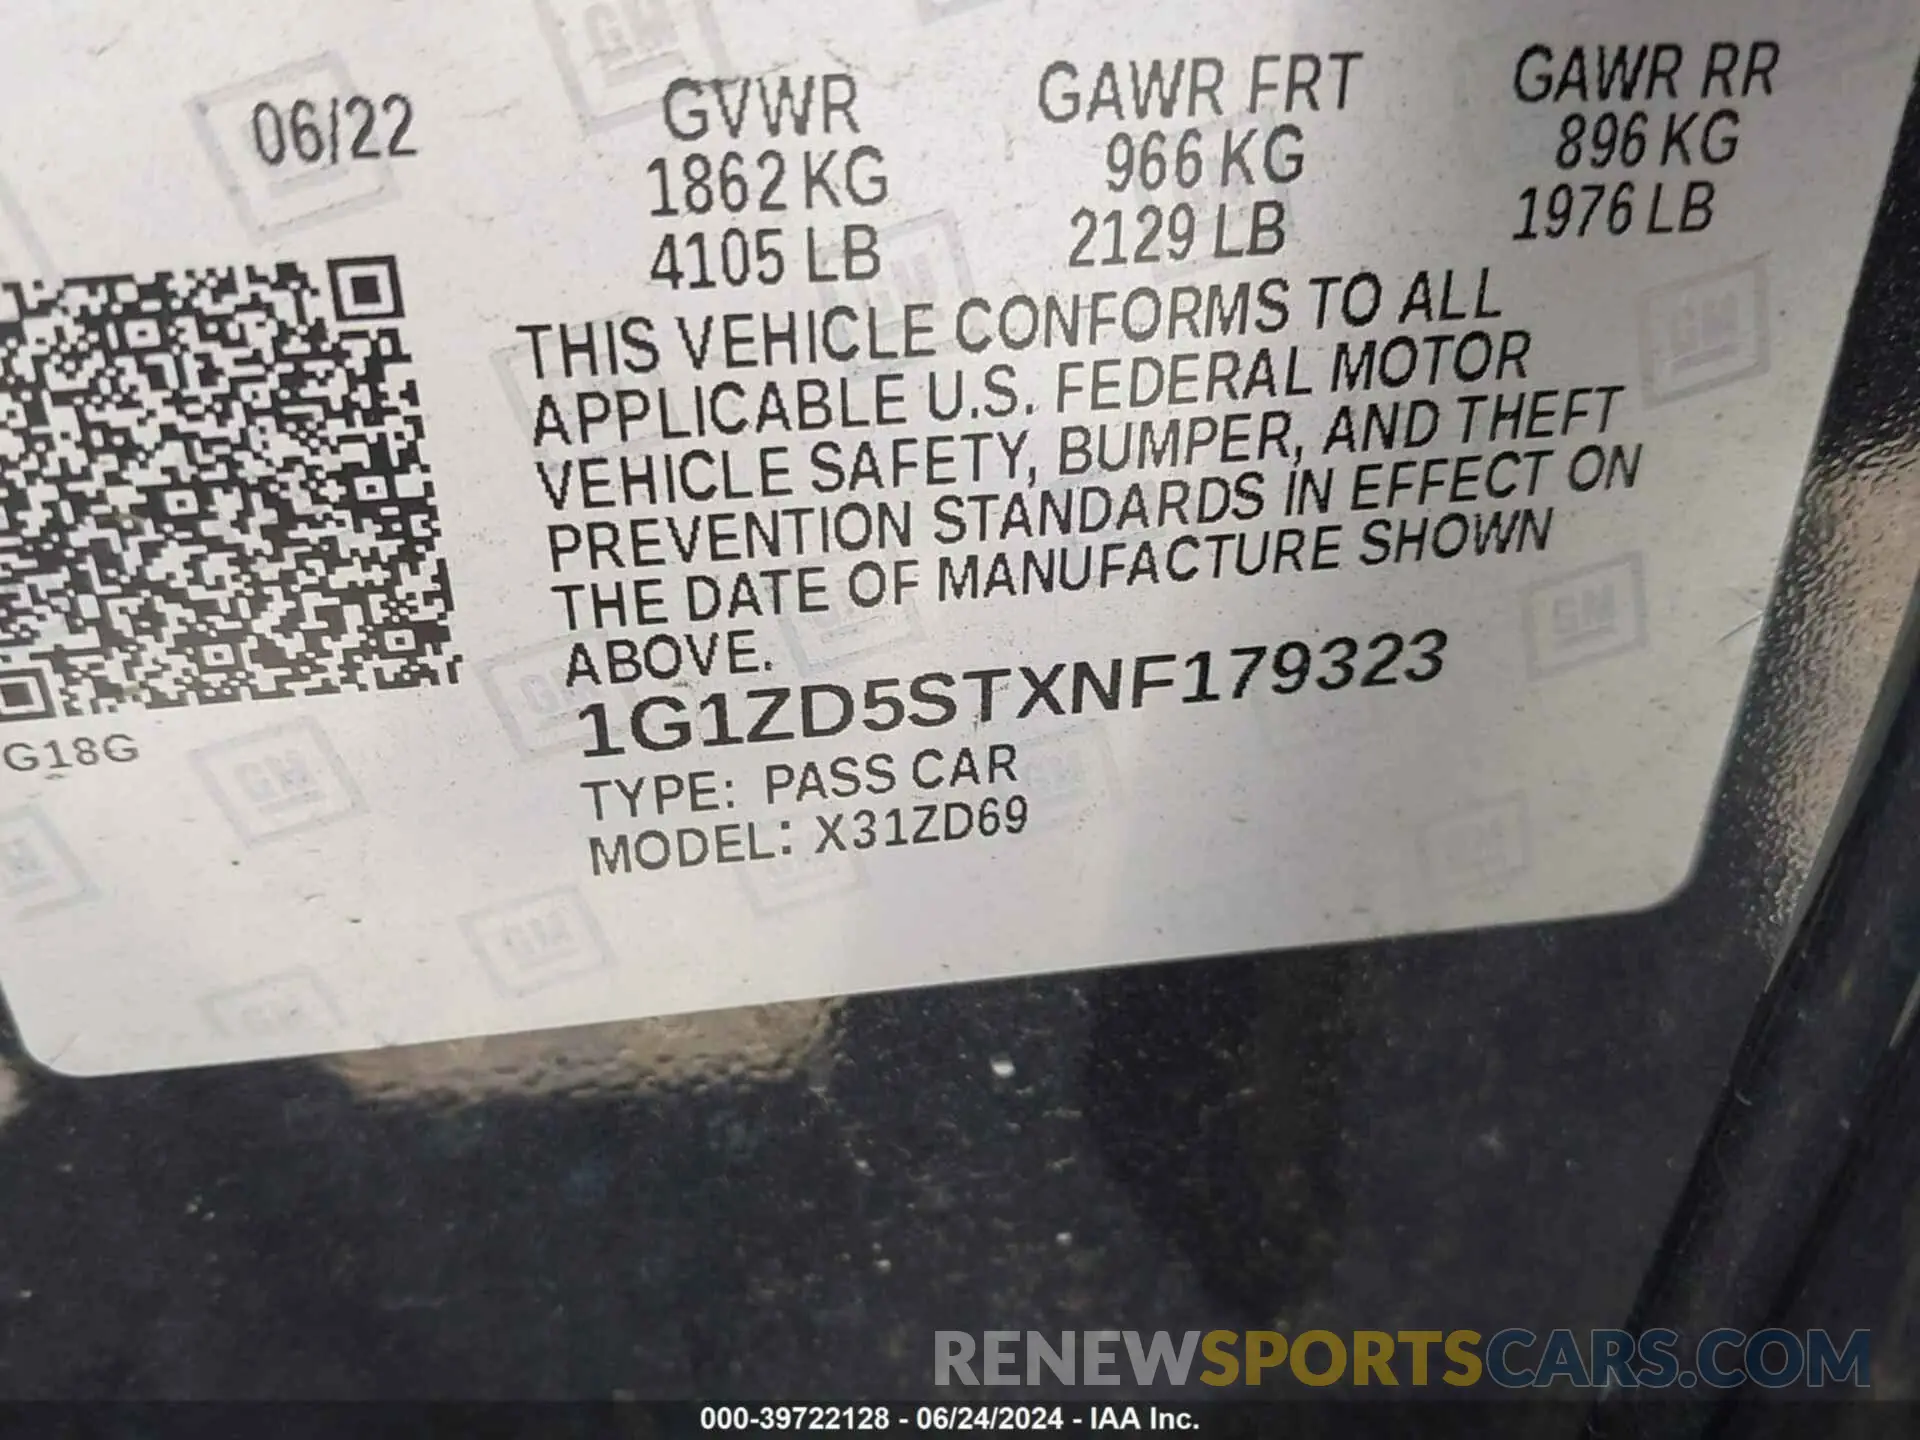 06/22
GVWR GAWR FRT GAWR RR
1862 KG 966 KG 896 KG
4105 LB 2129 LB 1976 LB
THIS VEHICLE CONFORMS TO ALL
APPLICABLE U.S. FEDERAL MOTOR
VEHICLE SAFETY, BUMPER, AND THEFT
PREVENTION STANDARDS IN EFFECT ON
THE DATE OF MANUFACTURE SHOWN
ABOVE.
1G1ZD5STXNF179323
G18G
TYPE: PASS CAR
MODEL: X31ZD69
GM
RENEWSPORTSCARS.COM
000-39722128 - 06/24/2024 - IAA Inc.